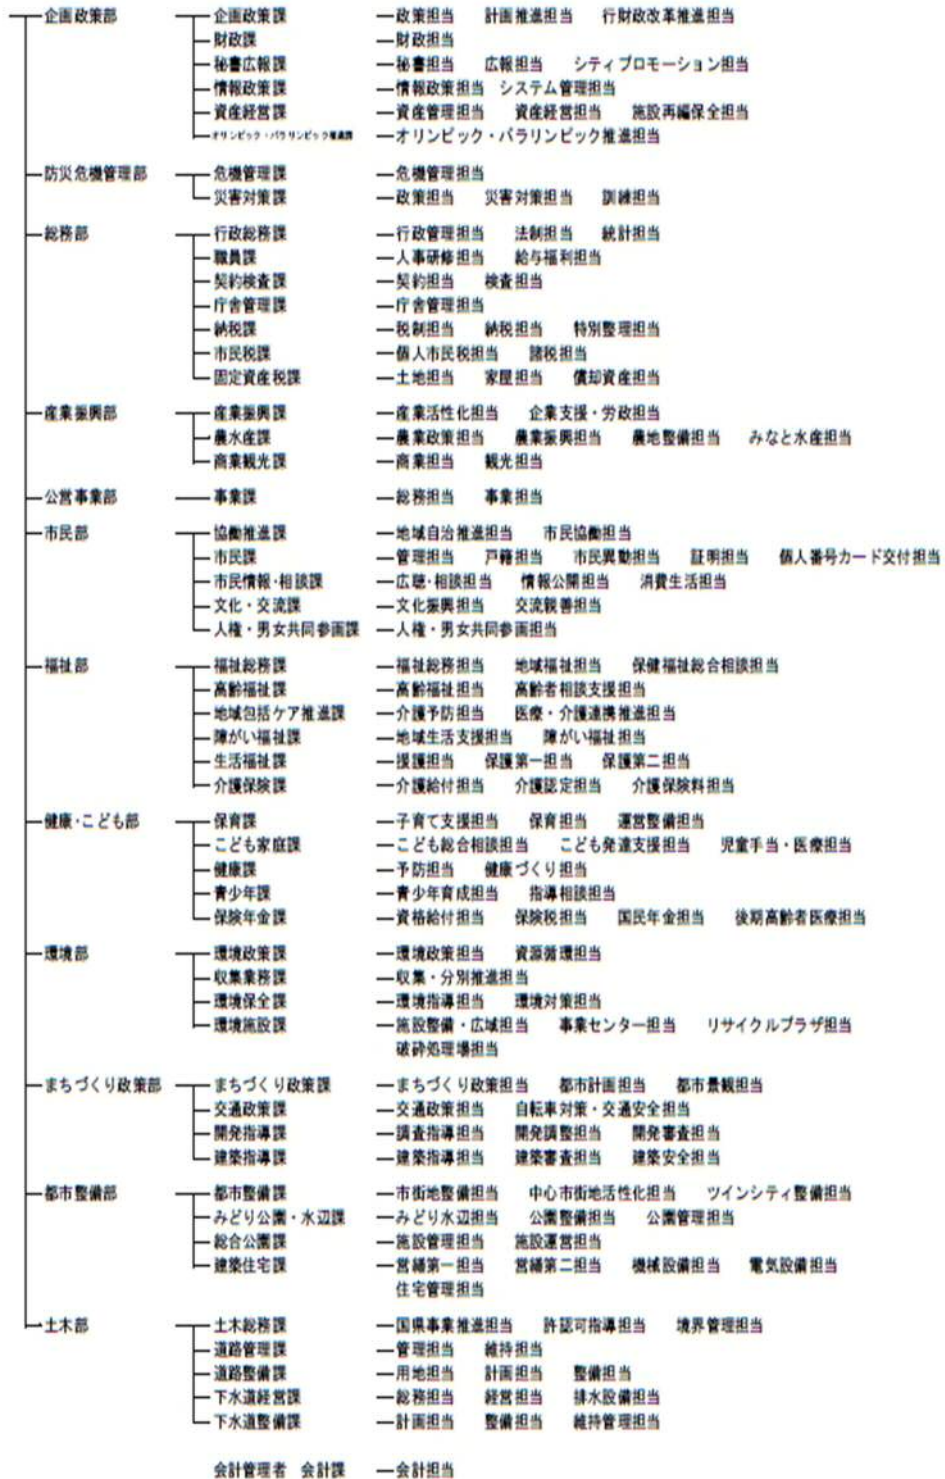 企画政策部 企画政策課 政策担当 計画推進担当 行財政改革推進担当
財政課 財政担当
秘書広報課 秘書担当 広報担当 シティプロモーション担当
情報政策課 情報政策担当 システム管理担当
資産経営課 資産管理担当 資産経営担当 施設再編保全担当
オリンピック・パラリンピック推進課 オリンピック・パラリンピック推進担当
防災危機管理部 危機管理課 危機管理担当
災害対策課 政策担当 災害対策担当 訓練担当
総務部 行政総務課 行政管理担当 法制担当 統計担当
職員課 人事研修担当 給与福利担当
契約検査課 契約担当 検査担当
庁舎管理課 庁舎管理担当
納税課 税制担当 納税担当 特別整理担当
市民税課 個人市民税担当 諸税担当
固定資産税課 土地担当 家屋担当 償却資産担当
産業振興部 産業振興課 産業活性化担当 企業支援・労政担当
農水産課 農業政策担当 農業振興担当 農地整備担当 みなと水産担当
商業観光課 商業担当 観光担当
公営事業部 事業課 総務担当 事業担当
市民部 協働推進課 地域自治推進担当 市民協働担当
市民課 管理担当 戸籍担当 市民異動担当 証明担当 個人番号カード交付担当
市民情報・相談課 広聴・相談担当 情報公開担当 消費生活担当
文化・交流課 文化振興担当 交流親善担当
人権・男女共同参画課 人権・男女共同参画担当
福祉部 福祉総務課 福祉総務担当 地域福祉担当 保健福祉総合相談担当
高齢福祉課 高齢福祉担当 高齢者相談支援担当
地域包括ケア推進課 介護予防担当 医療・介護連携推進担当
障がい福祉課 地域生活支援担当 障がい福祉担当
生活福祉課 援護担当 保護第一担当 保護第二担当
介護保険課 介護給付担当 介護認定担当 介護保険料担当
健康・こども部 保育課 子育て支援担当 保育担当 運営整備担当
こども家庭課 こども総合相談担当 こども発達支援担当 児童手当・医療担当
健康課 予防担当 健康づくり担当
青少年課 青少年育成担当 指導相談担当
保険年金課 資格給付担当 保険税担当 国民年金担当 後期高齢者医療担当
環境部 環境政策課 環境政策担当 資源循環担当
収集業務課 収集・分別推進担当
環境保全課 環境指導担当 環境対策担当
環境施設課 施設整備・広域担当 事業センター担当 リサイクルプラザ担当
破砕処理場担当
まちづくり政策部 まちづくり政策課 まちづくり政策担当 都市計画担当 都市景観担当
交通政策課 交通政策担当 自転車対策・交通安全担当
開発指導課 調査指導担当 開発調整担当 開発審査担当
建築指導課 建築指導担当 建築審査担当 建築安全担当
都市整備部 都市整備課 市街地整備担当 中心市街地活性化担当 ツインシティ整備担当
みどり公園・水辺課 みどり水辺担当 公園整備担当 公園管理担当
総合公園課 施設管理担当 施設運営担当
建築住宅課 営繕第一担当 営繕第二担当 機械設備担当 電気設備担当
住宅管理担当
土木部 土木総務課 国県事業推進担当 許認可指導担当 境界管理担当
道路管理課 管理担当 維持担当
道路整備課 用地担当 計画担当 整備担当
下水道経営課 総務担当 経営担当 排水設備担当
下水道整備課 計画担当 整備担当 維持管理担当
会計管理者 会計課 会計担当